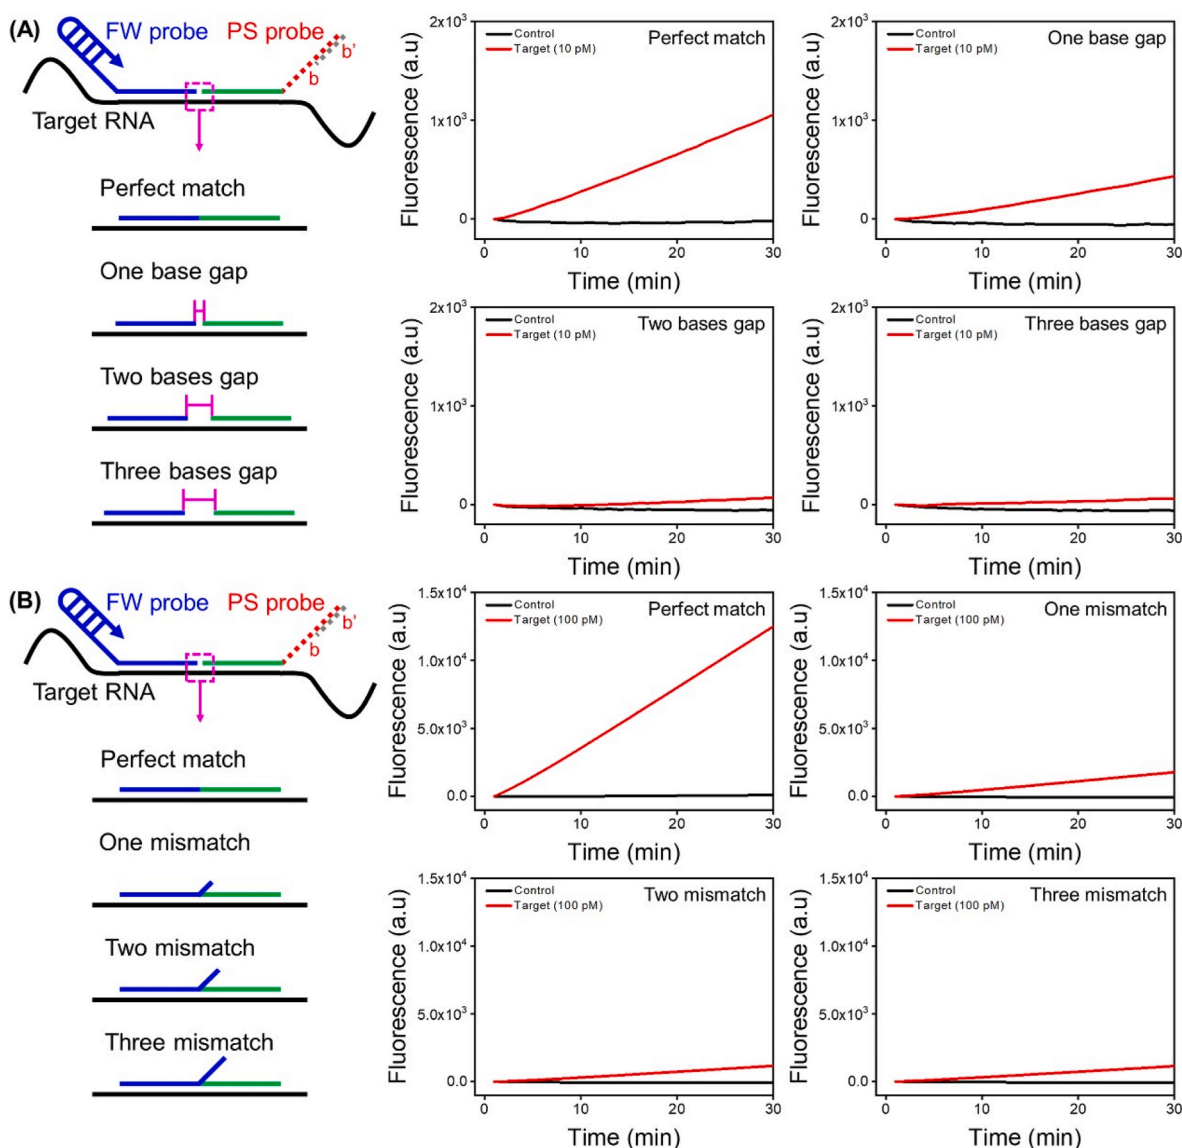 (A)
FW probe
PS probe
b'
b
Target RNA
Perfect match
One base gap
Two bases gap
Three bases gap
2x10³
Control
Target (10 pM)
Perfect match
1x10³
0
Fluorescence (a.u)
0
10
20
30
Time (min)
2x10³
Control
Target (10 pM)
One base gap
1x10³
0
Fluorescence (a.u)
0
10
20
30
Time (min)
2x10³
Control
Target (10 pM)
Two bases gap
1x10³
0
Fluorescence (a.u)
0
10
20
30
Time (min)
2x10³
Control
Target (10 pM)
Three bases gap
1x10³
0
Fluorescence (a.u)
0
10
20
30
Time (min)
(B)
FW probe
PS probe
b'
b
Target RNA
Perfect match
One mismatch
Two mismatch
Three mismatch
1.5x10⁴
Control
Target (100 pM)
Perfect match
1.0x10⁴
5.0x10³
0.0
Fluorescence (a.u)
0
10
20
30
Time (min)
1.5x10⁴
Control
Target (100 pM)
One mismatch
1.0x10⁴
5.0x10³
0.0
Fluorescence (a.u)
0
10
20
30
Time (min)
1.5x10⁴
Control
Target (100 pM)
Two mismatch
1.0x10⁴
5.0x10³
0.0
Fluorescence (a.u)
0
10
20
30
Time (min)
1.5x10⁴
Control
Target (100 pM)
Three mismatch
1.0x10⁴
5.0x10³
0.0
Fluorescence (a.u)
0
10
20
30
Time (min)